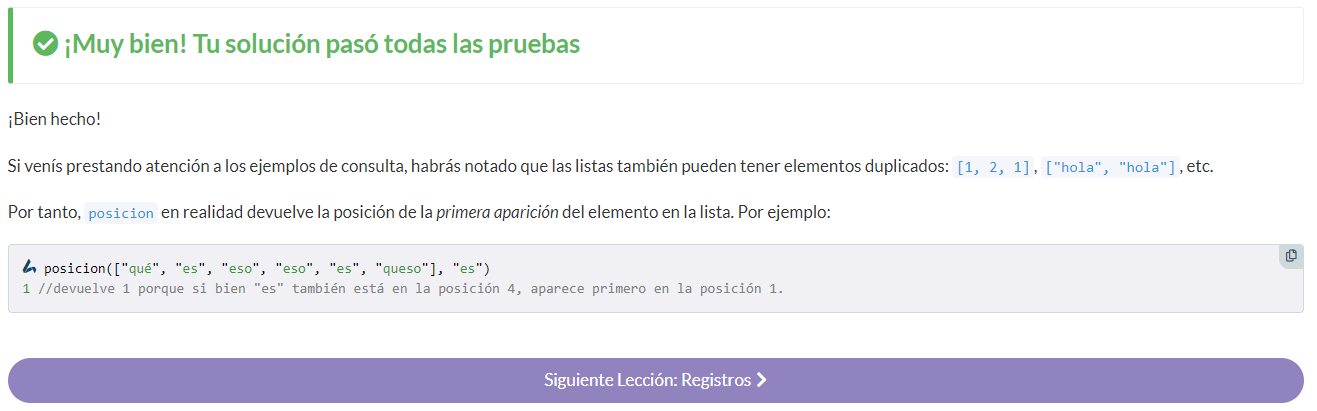 ¡Muy bien! Tu solución pasó todas las pruebas
¡Bien hecho!
Si venís prestando atención a los ejemplos de consulta, habrás notado que las listas también pueden tener elementos duplicados: [1, 2, 1], ["hola", "hola"], etc.
Por tanto, posicion en realidad devuelve la posición de la primera aparición del elemento en la lista. Por ejemplo:
posicion(["qué", "es", "eso", "eso", "es", "queso"], "es")
1 //devuelve 1 porque si bien "es" también está en la posición 4, aparece primero en la posición 1.
Siguiente Lección: Registros